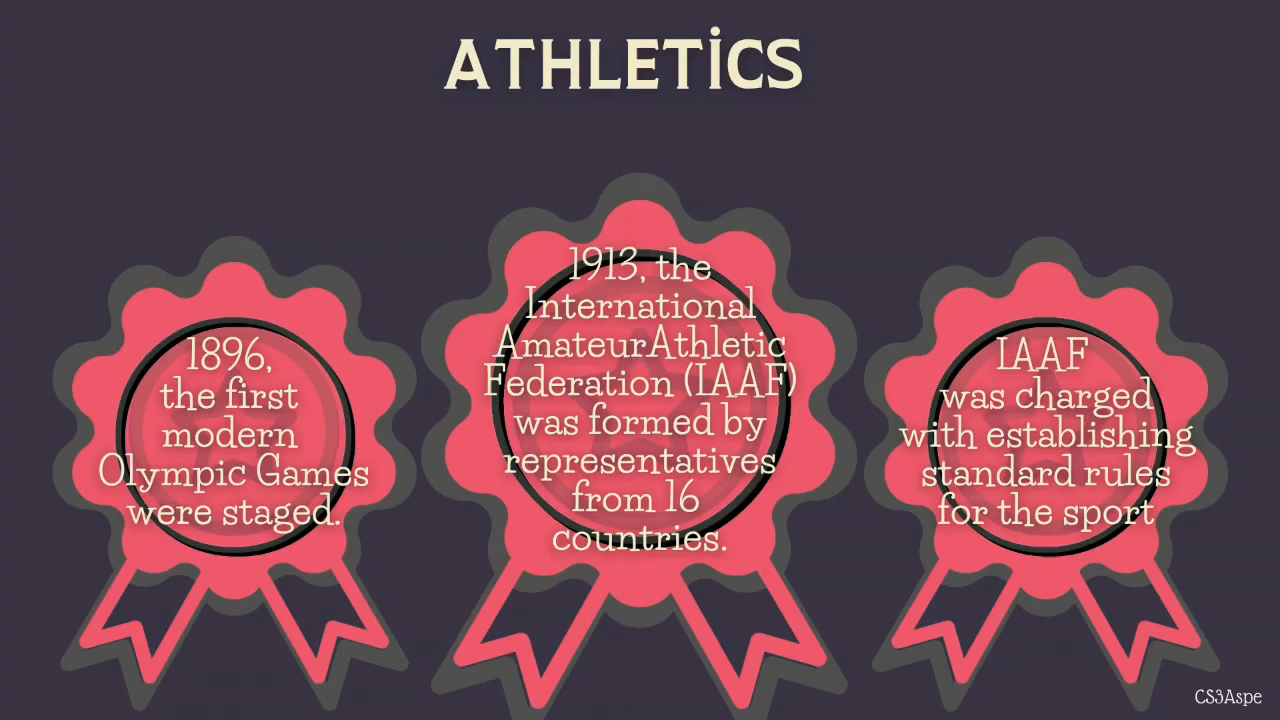 ATHLETİCS
1896,
the first
modern
Olympic Games
were staged.
1913, the
International
AmateurAthletic
Federation (IAAF)
was formed by
representatives
from 16
countries.
IAAF
was charged
with establishing
standard rules
for the sport
CS3Aspe